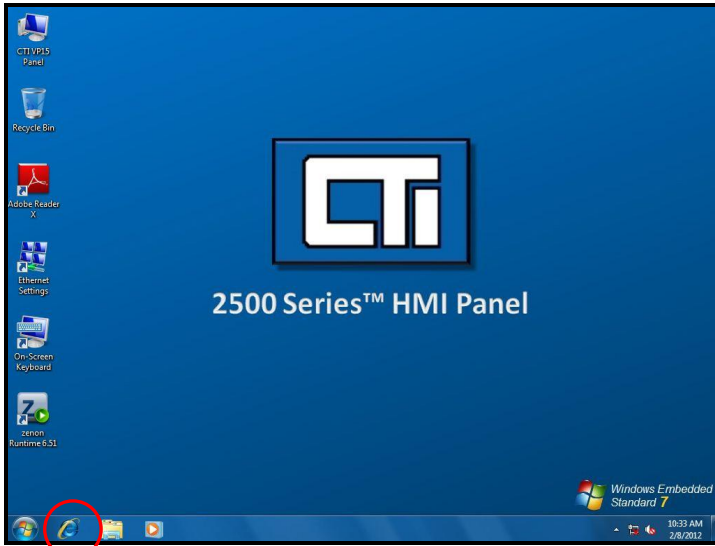 CTI VP15
Panel
Recycle Bin
Adobe Reader
X
Ethernet
Settings
On-Screen
Keyboard
zenon
Runtime 6.51
CTi
2500 Series™ HMI Panel
Windows Embedded
Standard 7
10:33 AM
2/8/2012